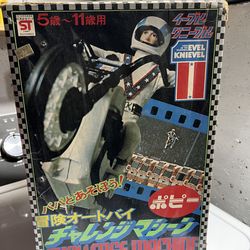 ST
5歳〜11歳用
イーブル
クニーブル
EVEL
KNIEVEL
パパとあそぼう!
ポピー
冒険オートバイ
チャレンジマシーン